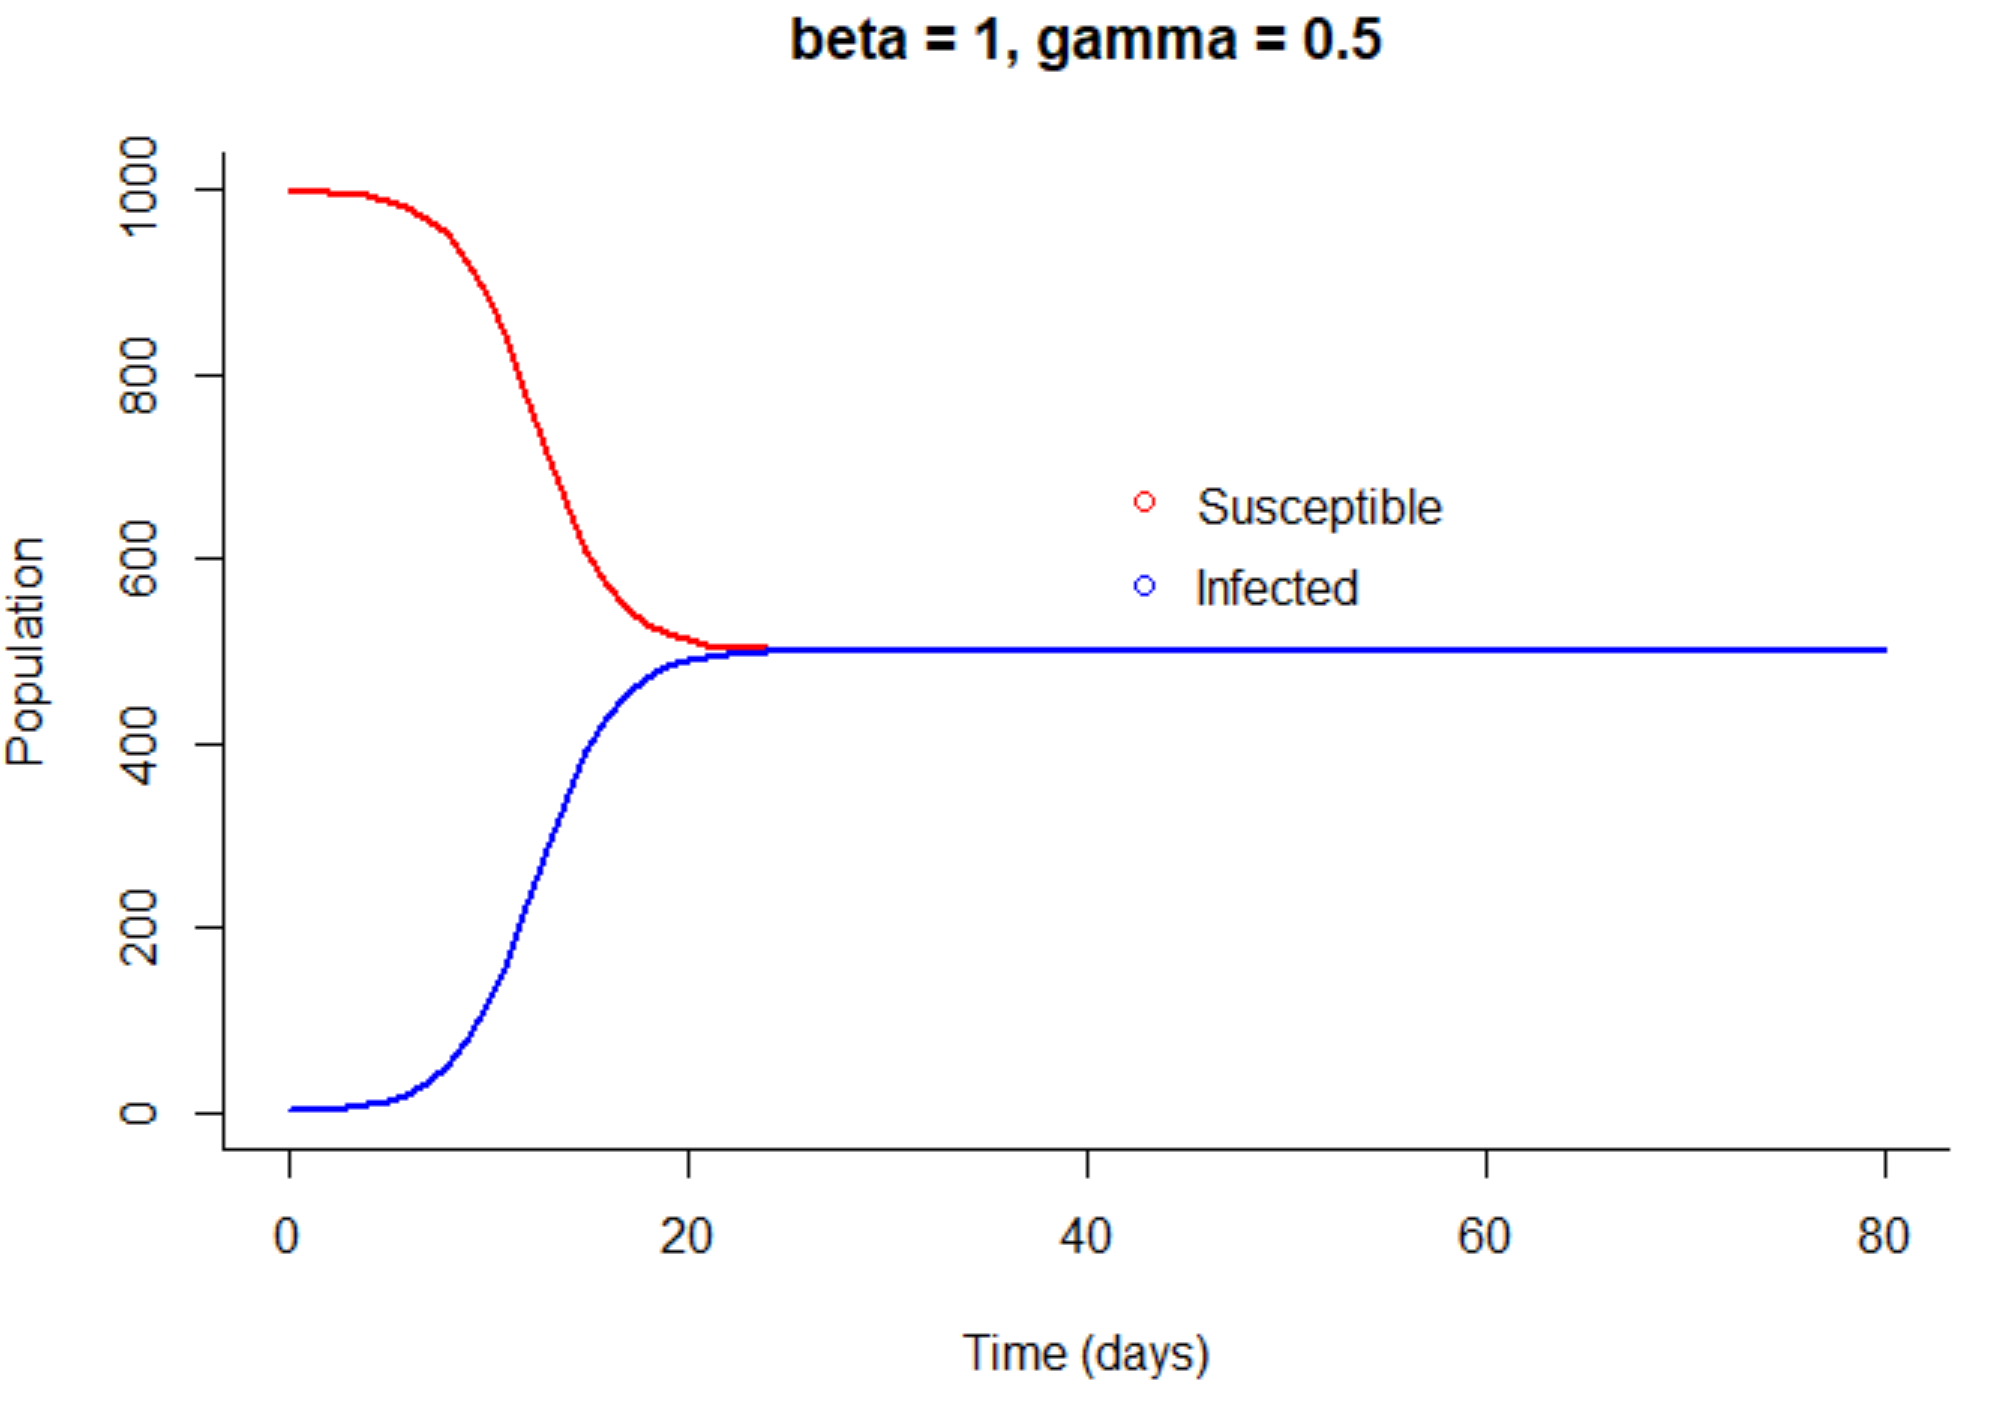 beta = 1, gamma = 0.5
1000
800
600
400
200
0
Population
Susceptible
Infected
0 20 40 60 80
Time (days)